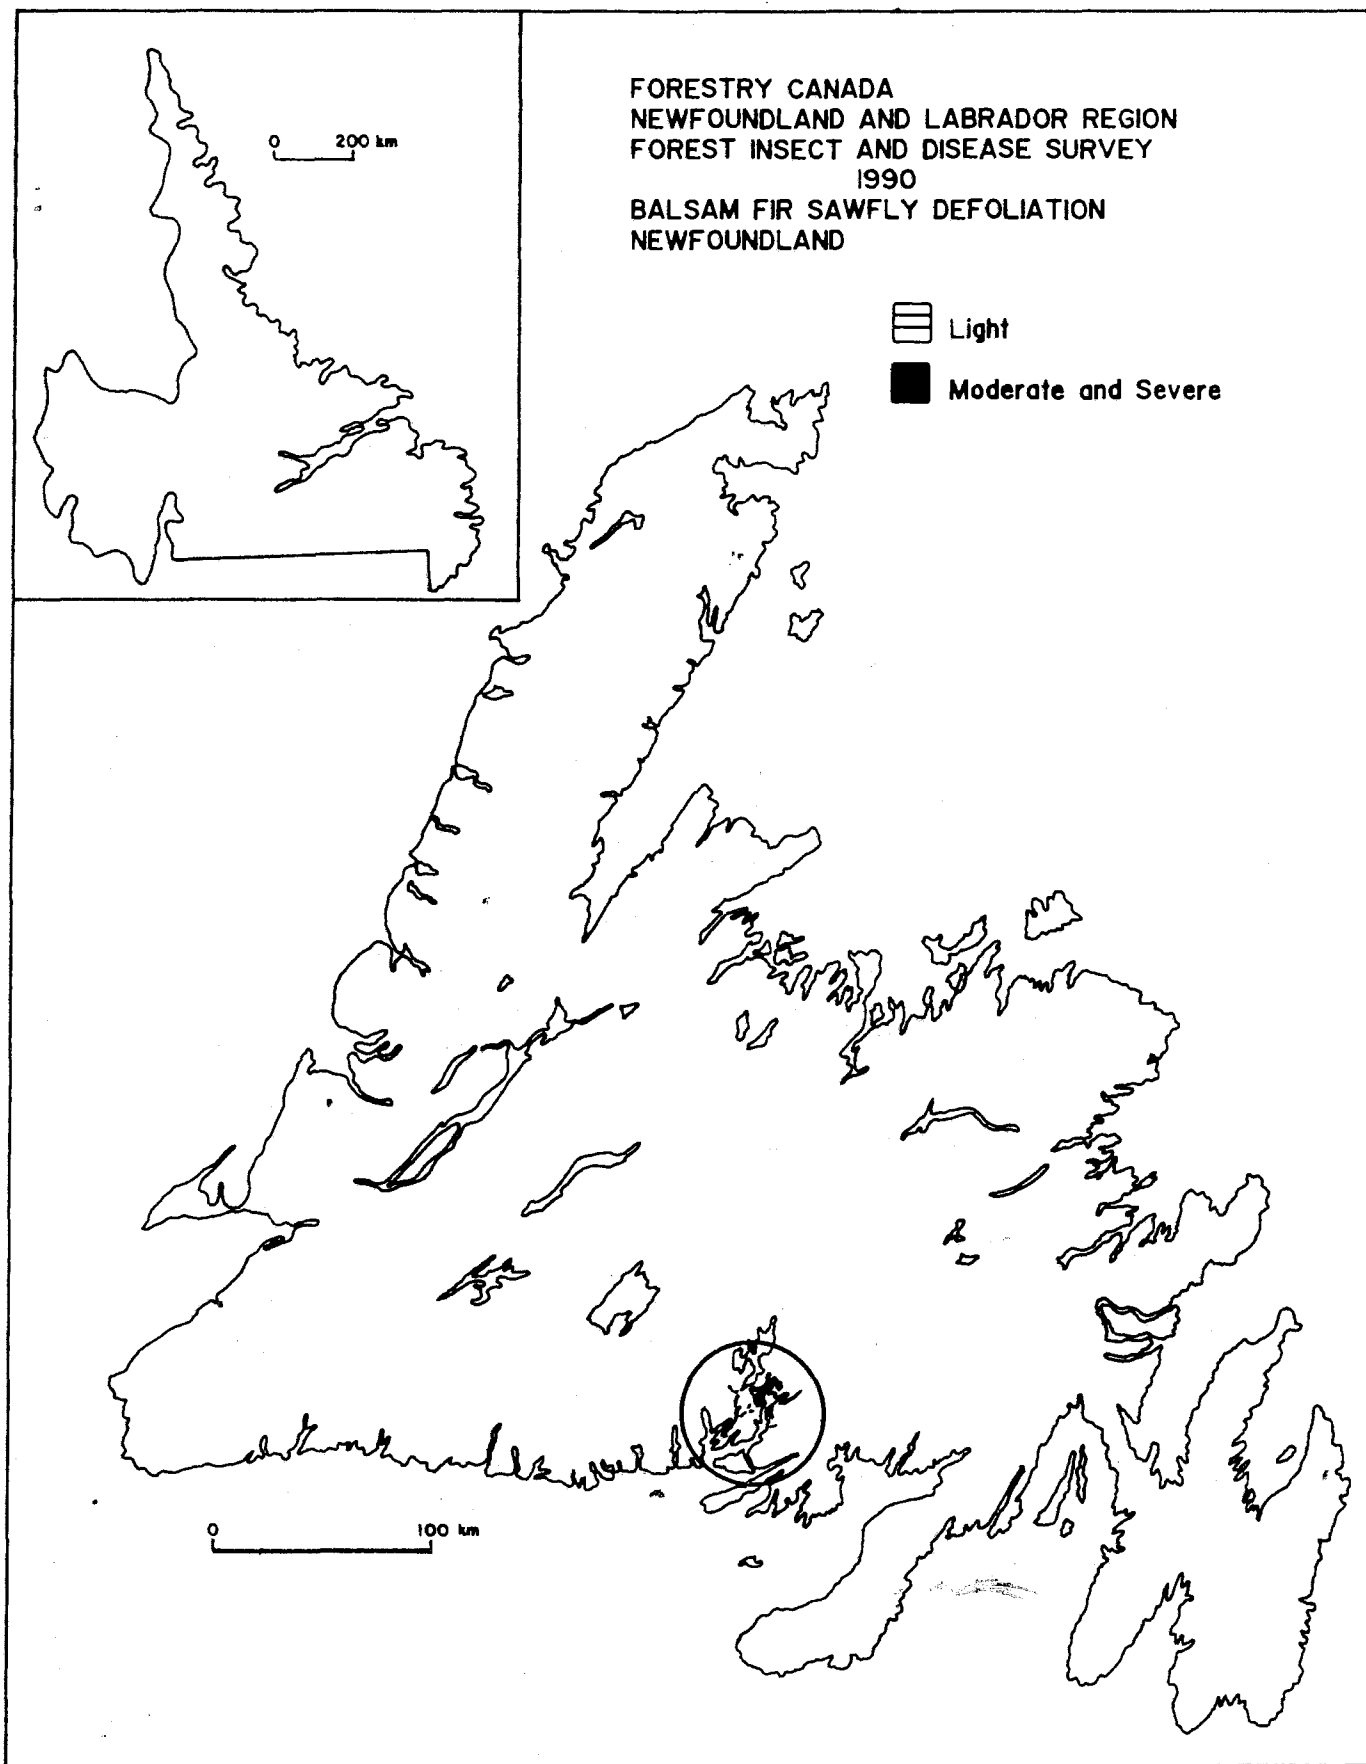 FORESTRY CANADA
NEWFOUNDLAND AND LABRADOR REGION
FOREST INSECT AND DISEASE SURVEY
1990
BALSAM FIR SAWFLY DEFOLIATION
NEWFOUNDLAND
0 200 km
Light
Moderate and Severe
0 100 km